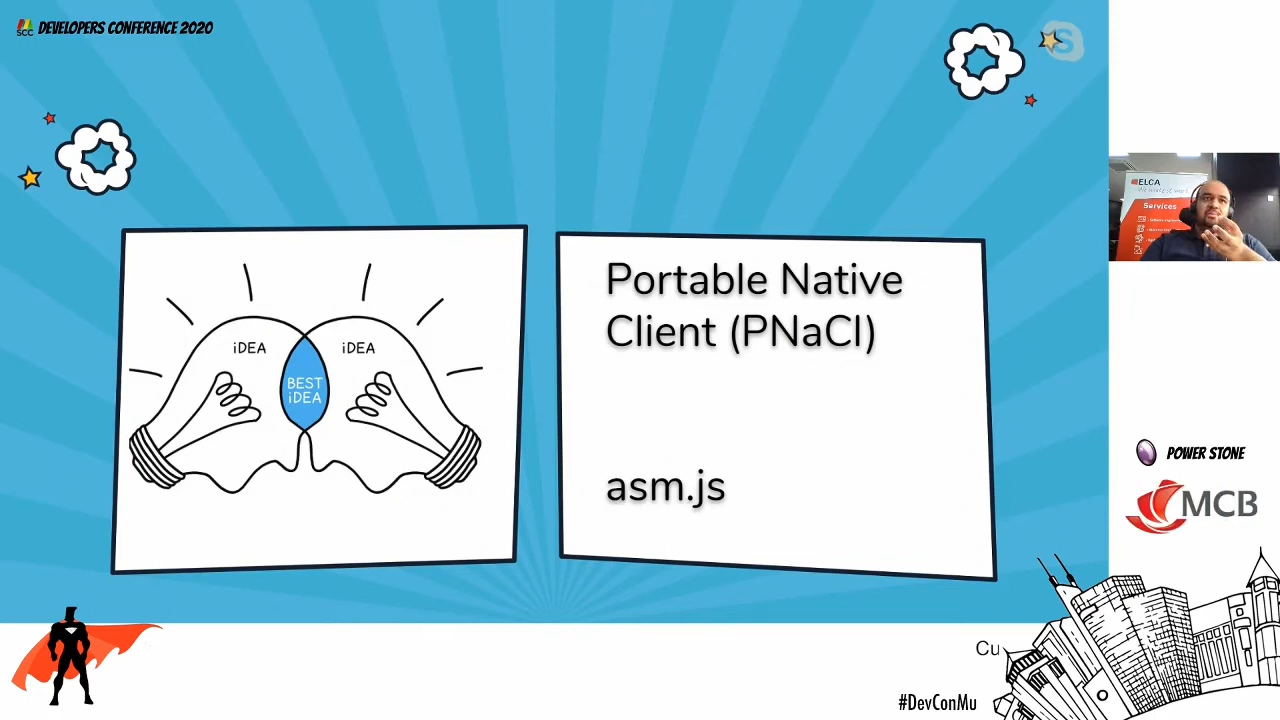 SCC DEVELOPERS CONFERENCE 2020
S
iDEA
iDEA
BEST
iDEA
Portable Native
Client (PNaCl)
asm.js
ELCA
Services
POWER STONE
MCB
Cu
#DevConMu